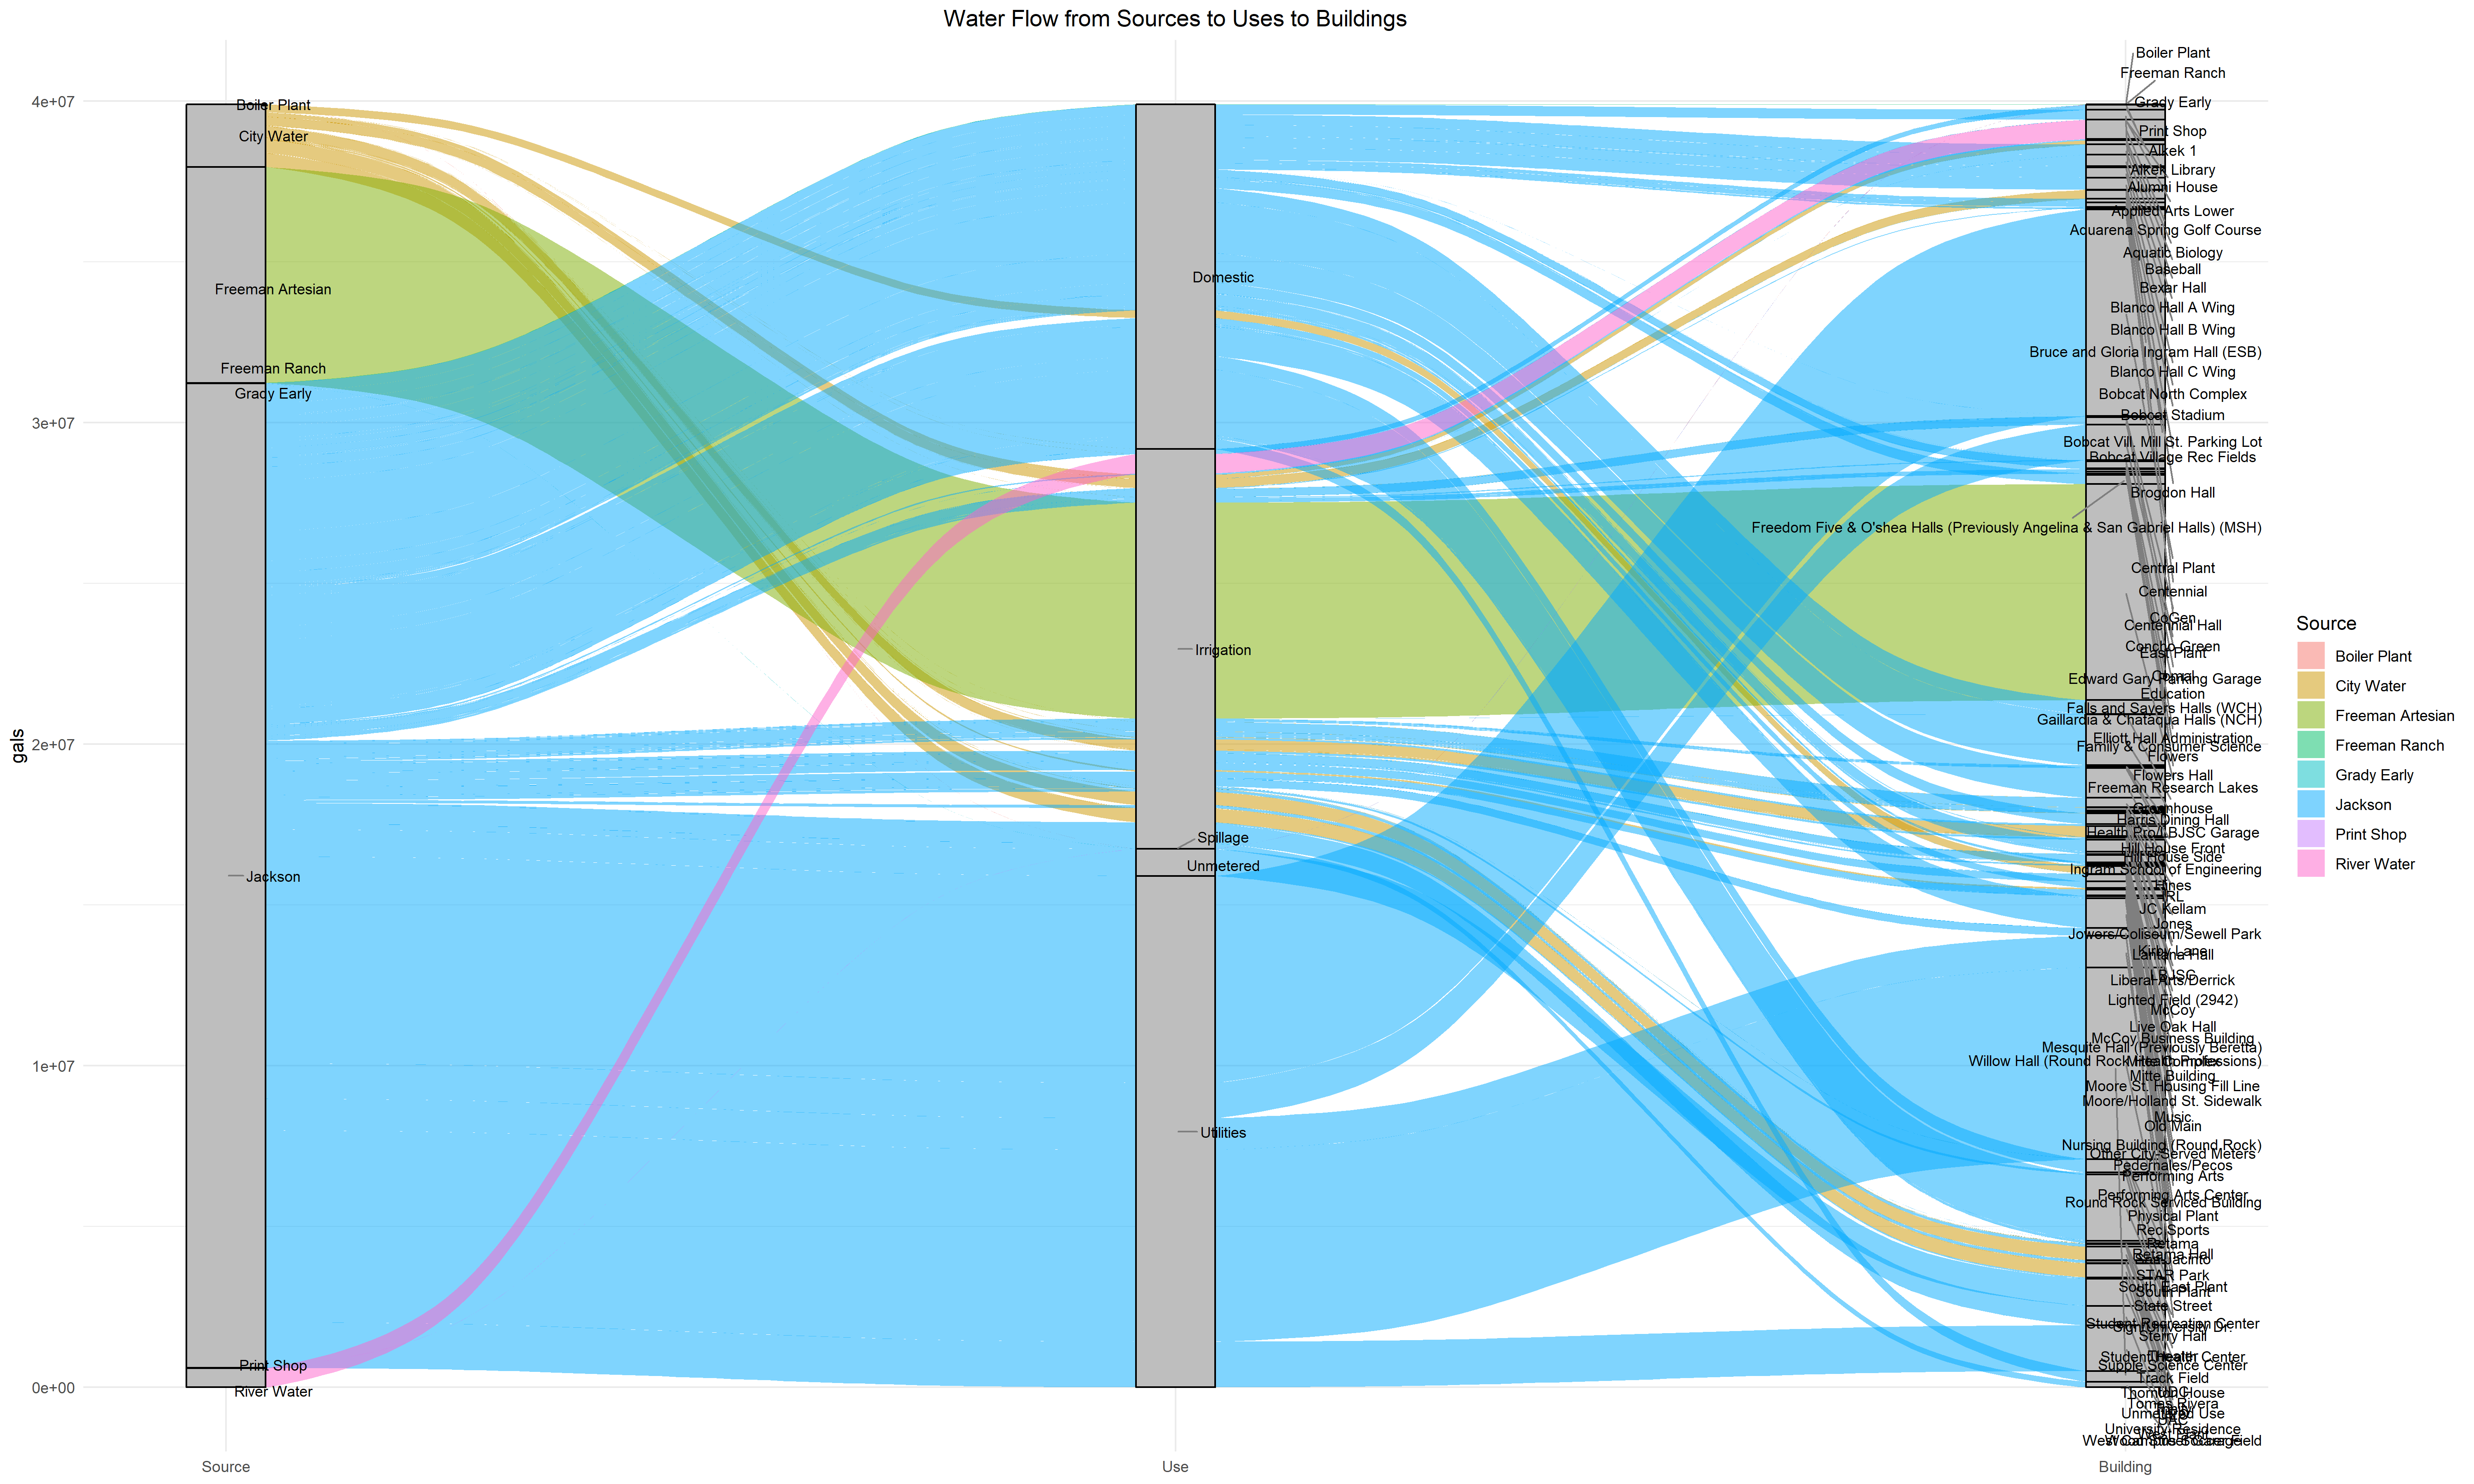 Water Flow from Sources to Uses to Buildings
gals
4e+07
3e+07
2e+07
1e+07
0e+00
Boiler Plant
City Water
Freeman Artesian
Freeman Ranch
Grady Early
Jackson
Print Shop
River Water
Domestic
Irrigation
Spillage
Unmetered
Utilities
Boiler Plant
Freeman Ranch
Grady Early
Print Shop
Alkek 1
Alkek Library
Alumni House
Applied Arts Lower
Aquarena Spring Golf Course
Aquatic Biology
Baseball
Bexar Hall
Blanco Hall A Wing
Blanco Hall B Wing
Bruce and Gloria Ingram Hall (ESB)
Blanco Hall C Wing
Bobcat North Complex
Bobcat Stadium
Bobcat Vill. Mill St. Parking Lot
Bobcat Village Rec Fields
Brogdon Hall
Freedom Five & O'shea Halls (Previously Angelina & San Gabriel Halls) (MSH)
Central Plant
Centennial
CoGen
Centennial Hall
Concho Green
East Plant
Comal
Edward Gary Parking Garage
Education
Falls and Sayers Halls (WCH)
Gaillardia & Chataqua Halls (NCH)
Elliott Hall Administration
Family & Consumer Science
Flowers
Flowers Hall
Freeman Research Lakes
Greenhouse
Harris Dining Hall
Health Pro/LBJSC Garage
Hill House Front
Hill House Side
Ingram School of Engineering
Hines
IRL
JC Kellam
Jones
Jowers/Coliseum/Sewell Park
Kirby Lane
Lantana Hall
LBJSC
Liberal Arts/Derrick
Lighted Field (2942)
McCoy
Live Oak Hall
McCoy Business Building
Mesquite Hall (Previously Beretta)
Willow Hall (Round Rock Health Professions)
Mitte Complex
Mitte Building
Moore St. Housing Fill Line
Moore/Holland St. Sidewalk
Music
Old Main
Nursing Building (Round Rock)
Other City-Served Meters
Pedernales/Pecos
Performing Arts
Performing Arts Center
Round Rock Serviced Building
Physical Plant
Rec Sports
Retama
Retama Hall
San Jacinto
STAR Park
South East Plant
South Plant
State Street
Student Recreation Center
Sign/University Dr.
Sterry Hall
Theater
Student Health Center
Supple Science Center
Track Field
UDC
Thornton House
Tomas Rivera
Trinity
Unmetered Use
UAC
University Residence
West Plant
West Campus Soccer Field
Woods Street Garage
Source
Use
Building
Source
Boiler Plant
City Water
Freeman Artesian
Freeman Ranch
Grady Early
Jackson
Print Shop
River Water